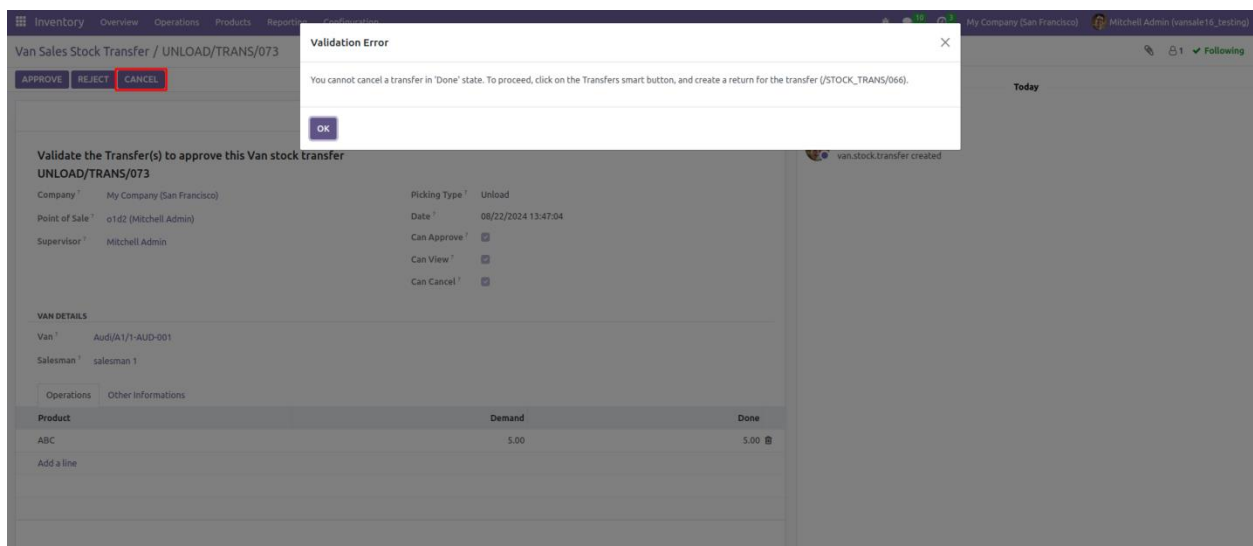 Inventory Overview Operations Products Reporting Configuration 10 3 My Company (San Francisco) Mitchell Admin (vansale16_testing)
Van Sales Stock Transfer / UNLOAD/TRANS/073
1 Following
APPROVE REJECT CANCEL
Validation Error
You cannot cancel a transfer in 'Done' state. To proceed, click on the Transfers smart button, and create a return for the transfer (/STOCK_TRANS/066).
OK
Today
van.stock.transfer created
Validate the Transfer(s) to approve this Van stock transfer
UNLOAD/TRANS/073
Company ? My Company (San Francisco)
Point of Sale ? o1d2 (Mitchell Admin)
Supervisor ? Mitchell Admin
Picking Type ? Unload
Date ? 08/22/2024 13:47:04
Can Approve ?
Can View ?
Can Cancel ?
VAN DETAILS
Van ? Audi/A1/1-AUD-001
Salesman ? salesman 1
Operations Other Informations
Product Demand Done
ABC 5.00 5.00
Add a line